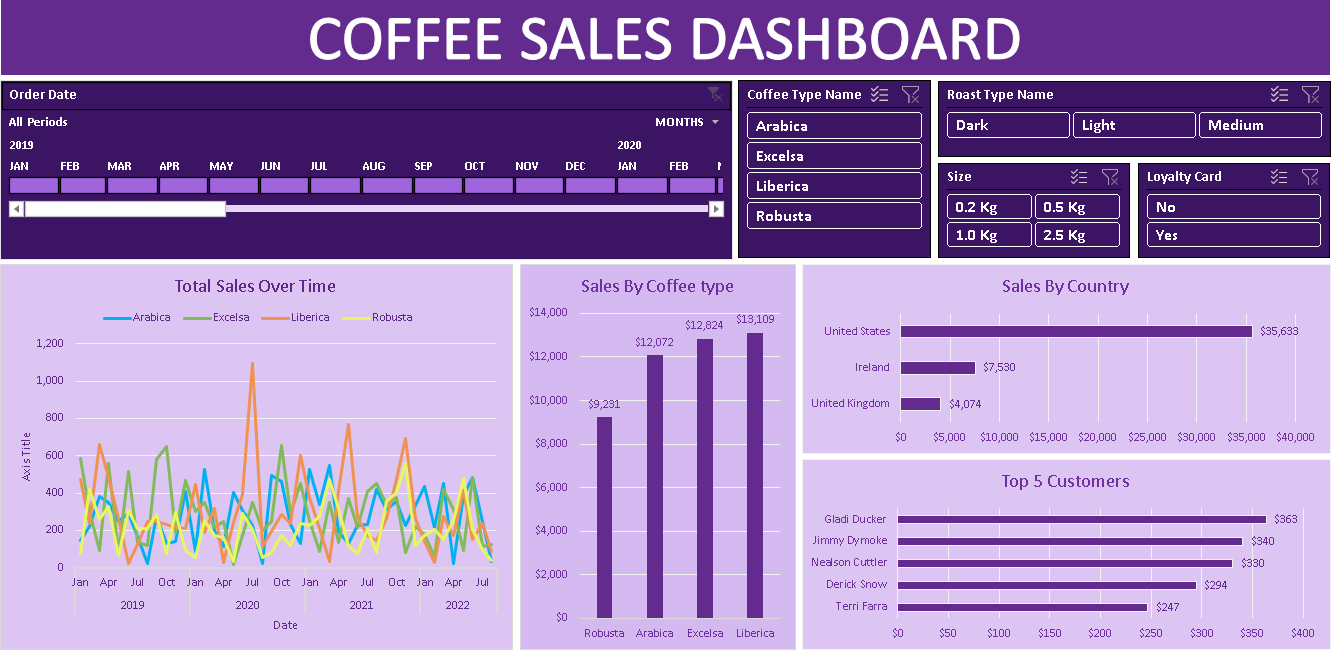 COFFEE SALES DASHBOARD
Order Date
All Periods
MONTHS
2019 2020
JAN FEB MAR APR MAY JUN JUL AUG SEP OCT NOV DEC JAN FEB
Coffee Type Name
Arabica
Excelsa
Liberica
Robusta
Roast Type Name
Dark Light Medium
Size
0.2 Kg 0.5 Kg
1.0 Kg 2.5 Kg
Loyalty Card
No
Yes
Total Sales Over Time
Arabica Excelsa Liberica Robusta
1,200
1,000
800
600
400
200
0
Axis Title
Jan Apr Jul Oct Jan Apr Jul Oct Jan Apr Jul Oct Jan Apr Jul
2019 2020 2021 2022
Date
Sales By Coffee type
$14,000
$12,000
$10,000
$8,000
$6,000
$4,000
$2,000
$0
$9,231
$12,072
$12,824
$13,109
Robusta Arabica Excelsa Liberica
Sales By Country
United States $35,633
Ireland $7,530
United Kingdom $4,074
$0 $5,000 $10,000 $15,000 $20,000 $25,000 $30,000 $35,000 $40,000
Top 5 Customers
Gladi Ducker $363
Jimmy Dymoke $340
Nealson Cuttler $330
Derick Snow $294
Terri Farra $247
$0 $50 $100 $150 $200 $250 $300 $350 $400